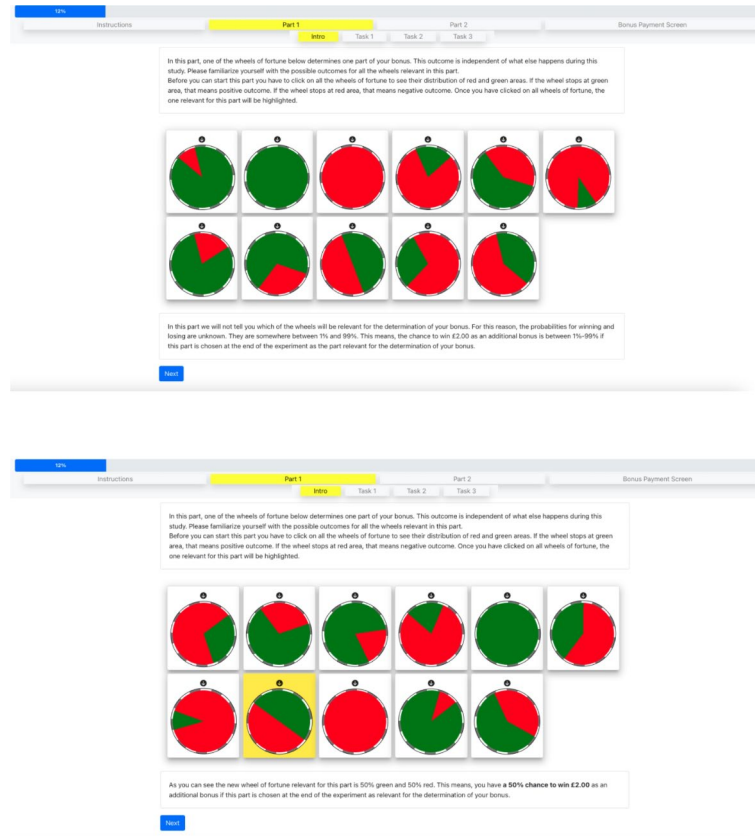 12%
Instructions Part 1 Part 2 Bonus Payment Screen
Intro Task 1 Task 2 Task 3
In this part, one of the wheels of fortune below determines one part of your bonus. This outcome is independent of what else happens during this
study. Please familiarize yourself with the possible outcomes for all the wheels relevant in this part.
Before you can start this part you have to click on all the wheels of fortune to see their distribution of red and green areas. If the wheel stops at green
area, that means positive outcome. If the wheel stops at red area, that means negative outcome. Once you have clicked on all wheels of fortune, the
one relevant for this part will be highlighted.
In this part we will not tell you which of the wheels will be relevant for the determination of your bonus. For this reason, the probabilities for winning and
losing are unknown. They are somewhere between 1% and 99%. This means, the chance to win £2.00 as an additional bonus is between 1%-99% if
this part is chosen at the end of the experiment as the part relevant for the determination of your bonus.
Next
12%
Instructions Part 1 Part 2 Bonus Payment Screen
Intro Task 1 Task 2 Task 3
In this part, one of the wheels of fortune below determines one part of your bonus. This outcome is independent of what else happens during this
study. Please familiarize yourself with the possible outcomes for all the wheels relevant in this part.
Before you can start this part you have to click on all the wheels of fortune to see their distribution of red and green areas. If the wheel stops at green
area, that means positive outcome. If the wheel stops at red area, that means negative outcome. Once you have clicked on all wheels of fortune, the
one relevant for this part will be highlighted.
As you can see the new wheel of fortune relevant for this part is 50% green and 50% red. This means, you have a 50% chance to win £2.00 as an
additional bonus if this part is chosen at the end of the experiment as relevant for the determination of your bonus.
Next